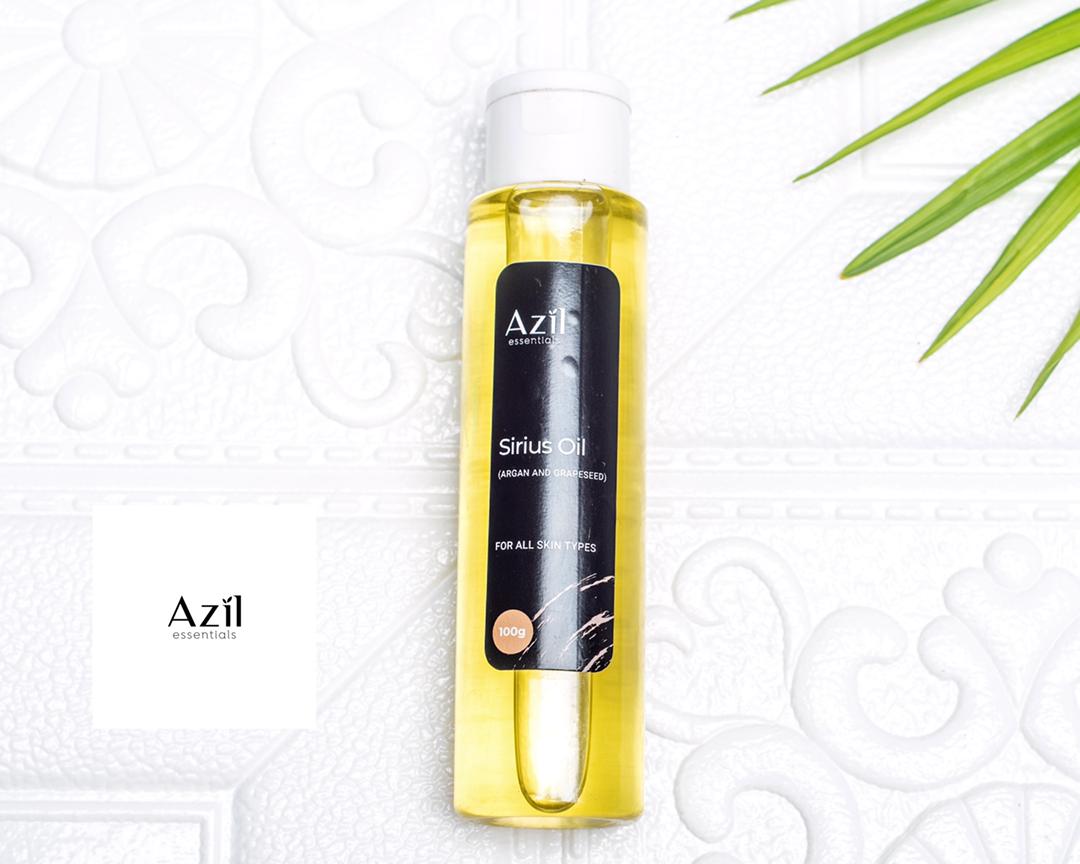 Azil
essentials
Sirius Oil
(ARGAN AND GRAPESEED)
FOR ALL SKIN TYPES
100g
Azil
essentials